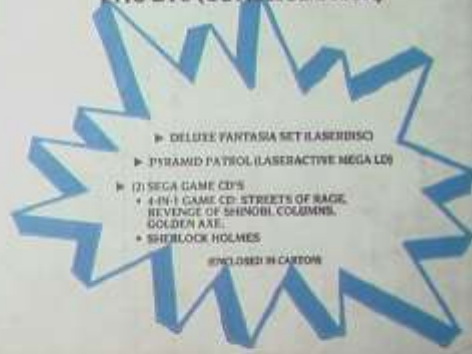 ▶ DELUXE FANTASIA SET (LASERDISC)
▶ PYRAMID PATROL (LASERACTIVE MEGA LD)
▶ (2) SEGA GAME CD'S
• 4-IN-1 GAME CD: STREETS OF RAGE,
REVENGE OF SHINOBI, COLUMNS,
GOLDEN AXE,
• SHERLOCK HOLMES
(ENCLOSED IN CARTON)